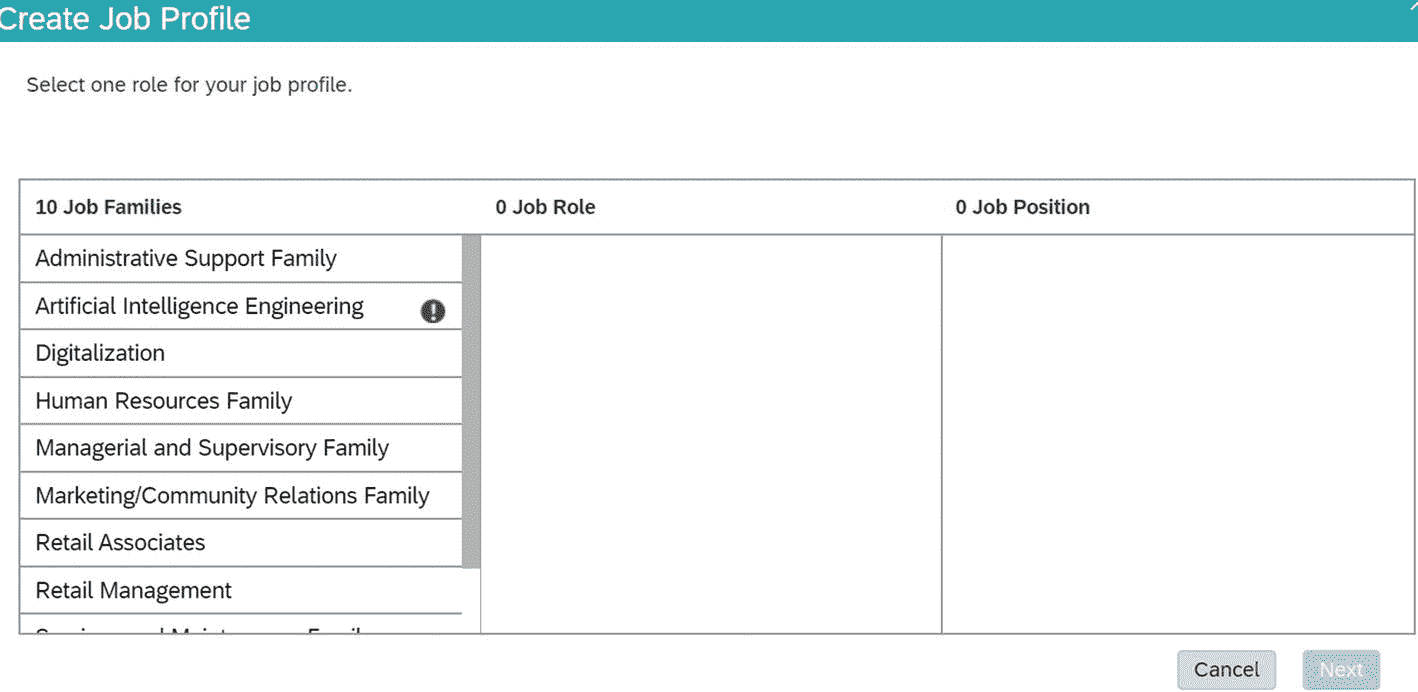 Create Job Profile
Select one role for your job profile.
10 Job Families
0 Job Role
0 Job Position
Administrative Support Family
Artificial Intelligence Engineering
Digitalization
Human Resources Family
Managerial and Supervisory Family
Marketing/Community Relations Family
Retail Associates
Retail Management
Cancel
Next